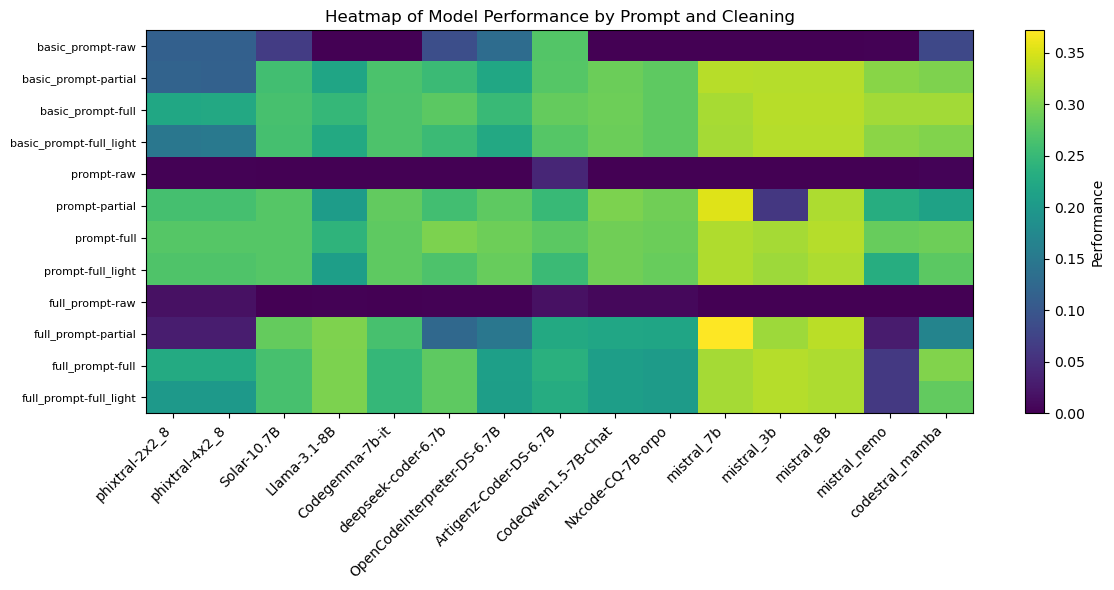 Heatmap of Model Performance by Prompt and Cleaning
basic_prompt-raw
basic_prompt-partial
basic_prompt-full
basic_prompt-full_light
prompt-raw
prompt-partial
prompt-full
prompt-full_light
full_prompt-raw
full_prompt-partial
full_prompt-full
full_prompt-full_light
phixtral-2x2_8
phixtral-4x2_8
Solar-10.7B
Llama-3.1-8B
Codegemma-7b-it
deepseek-coder-6.7b
OpenCodeInterpreter-DS-6.7B
Artigenz-Coder-DS-6.7B
CodeQwen1.5-7B-Chat
Nxcode-CQ-7B-orpo
mistral_7b
mistral_3b
mistral_8B
mistral_nemo
codestral_mamba
0.35
0.30
0.25
0.20
0.15
0.10
0.05
0.00
Performance